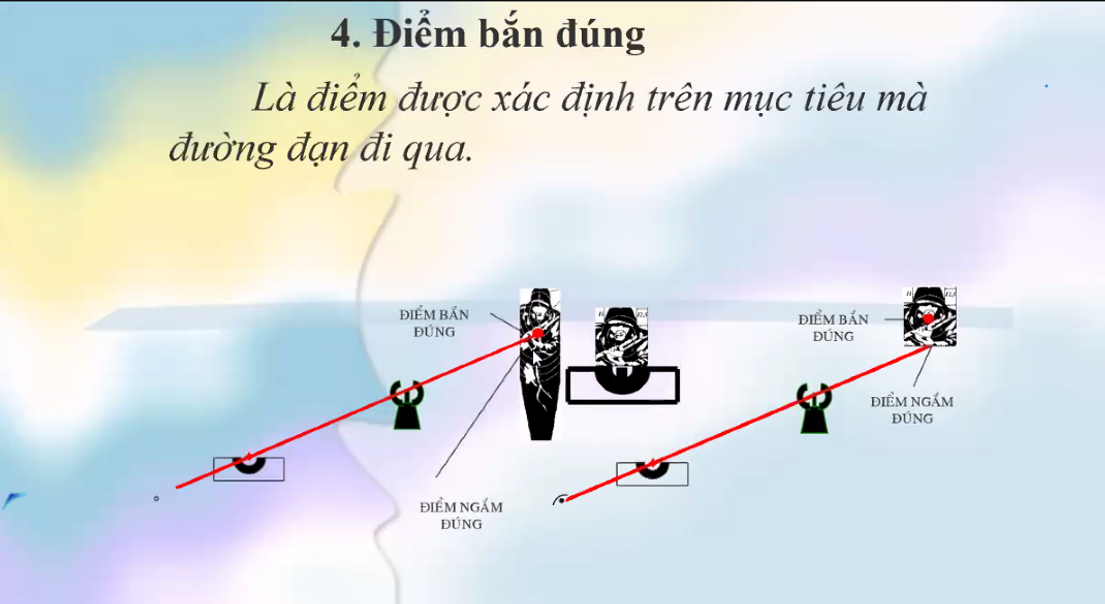 4. Điểm bắn đúng
Là điểm được xác định trên mục tiêu mà
đường đạn đi qua.
ĐIỂM BẮN
ĐÚNG
ĐIỂM NGẮM
ĐÚNG
ĐIỂM BẮN
ĐÚNG
ĐIỂM NGẮM
ĐÚNG